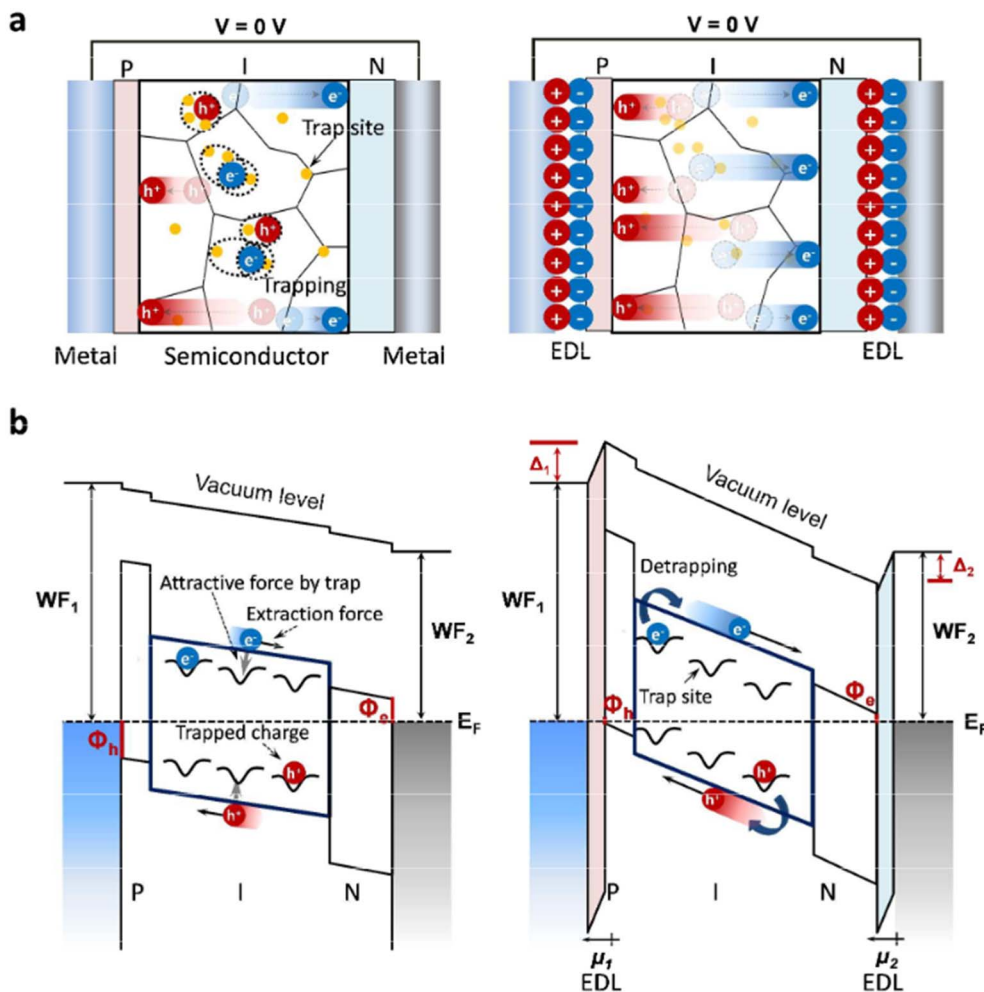 a
V = 0 V
P I N
h⁺ e⁻ e⁻
Trap site
e⁻
h⁺ h⁺
h⁺
e⁻
Trapping
h⁺ h⁺ e⁻ e⁻
Metal Semiconductor Metal
V = 0 V
P I N
+ - h⁺ h⁺ e⁻ e⁻ + -
+ - + -
+ - e⁻ e⁻ + -
+ - h⁺ h⁺ + -
+ - h⁺ h⁺ + -
+ - e⁻ e⁻ + -
+ - + -
+ - h⁺ h⁺ e⁻ e⁻ + -
+ - + -
EDL EDL
b
Vacuum level
Attractive force by trap
Extraction force
WF₁
WF₂
e⁻
e⁻
Φₑ
Φₕ
Trapped charge
h⁺
h⁺
P I N
Δ₁
Vacuum level
Detrapping
Δ₂
WF₁
WF₂
e⁻
e⁻
Trap site
Φₕ
Φₑ
E_F
h⁺
h⁺
P I N
μ₁ μ₂
EDL EDL